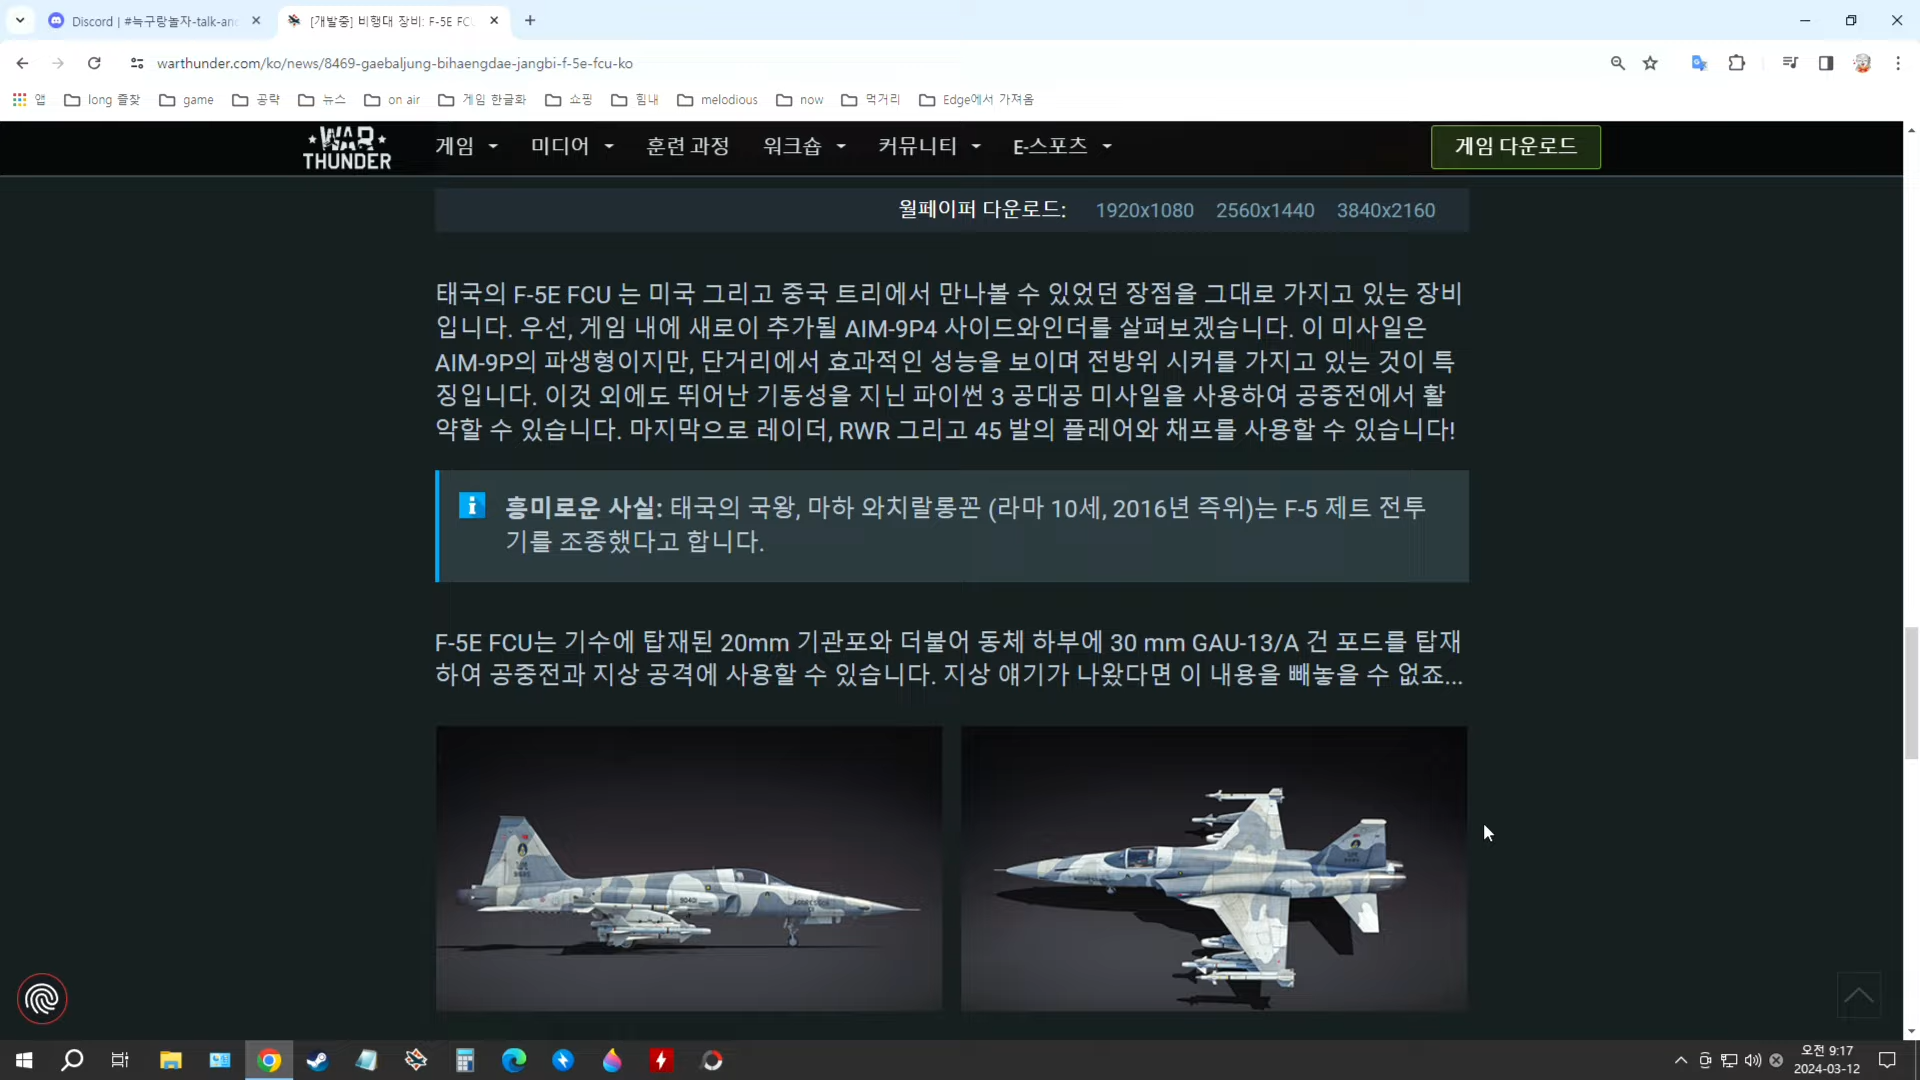 Discord | #늑구랑놀자-talk-an
[개발중] 비행대 장비: F-5E FCU
warthunder.com/ko/news/8469-gaebaljung-bihaengdae-jangbi-f-5e-fcu-ko
앱 long 즐찾 game 공략 뉴스 on air 게임 한글화 쇼핑 힘내 melodious now 먹거리 Edge에서 가져옴
WAR THUNDER
게임 미디어 훈련 과정 워크숍 커뮤니티 E-스포츠 게임 다운로드
월페이퍼 다운로드: 1920x1080 2560x1440 3840x2160
태국의 F-5E FCU 는 미국 그리고 중국 트리에서 만나볼 수 있었던 장점을 그대로 가지고 있는 장비
입니다. 우선, 게임 내에 새로이 추가될 AIM-9P4 사이드와인더를 살펴보겠습니다. 이 미사일은
AIM-9P의 파생형이지만, 단거리에서 효과적인 성능을 보이며 전방위 시커를 가지고 있는 것이 특
징입니다. 이것 외에도 뛰어난 기동성을 지닌 파이썬 3 공대공 미사일을 사용하여 공중전에서 활
약할 수 있습니다. 마지막으로 레이더, RWR 그리고 45 발의 플레어와 채프를 사용할 수 있습니다!
흥미로운 사실: 태국의 국왕, 마하 와치랄롱꼰 (라마 10세, 2016년 즉위)는 F-5 제트 전투
기를 조종했다고 합니다.
F-5E FCU는 기수에 탑재된 20mm 기관포와 더불어 동체 하부에 30 mm GAU-13/A 건 포드를 탑재
하여 공중전과 지상 공격에 사용할 수 있습니다. 지상 얘기가 나왔다면 이 내용을 빼놓을 수 없죠...
오전 9:17
2024-03-12